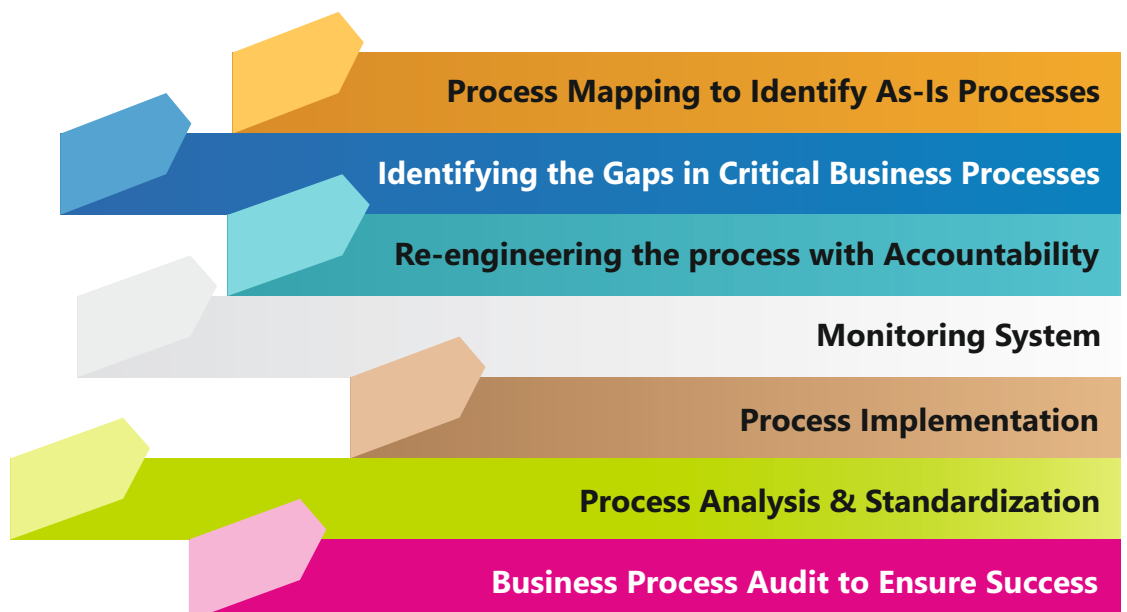 Process Mapping to Identify As-Is Processes
Identifying the Gaps in Critical Business Processes
Re-engineering the process with Accountability
Monitoring System
Process Implementation
Process Analysis & Standardization
Business Process Audit to Ensure Success